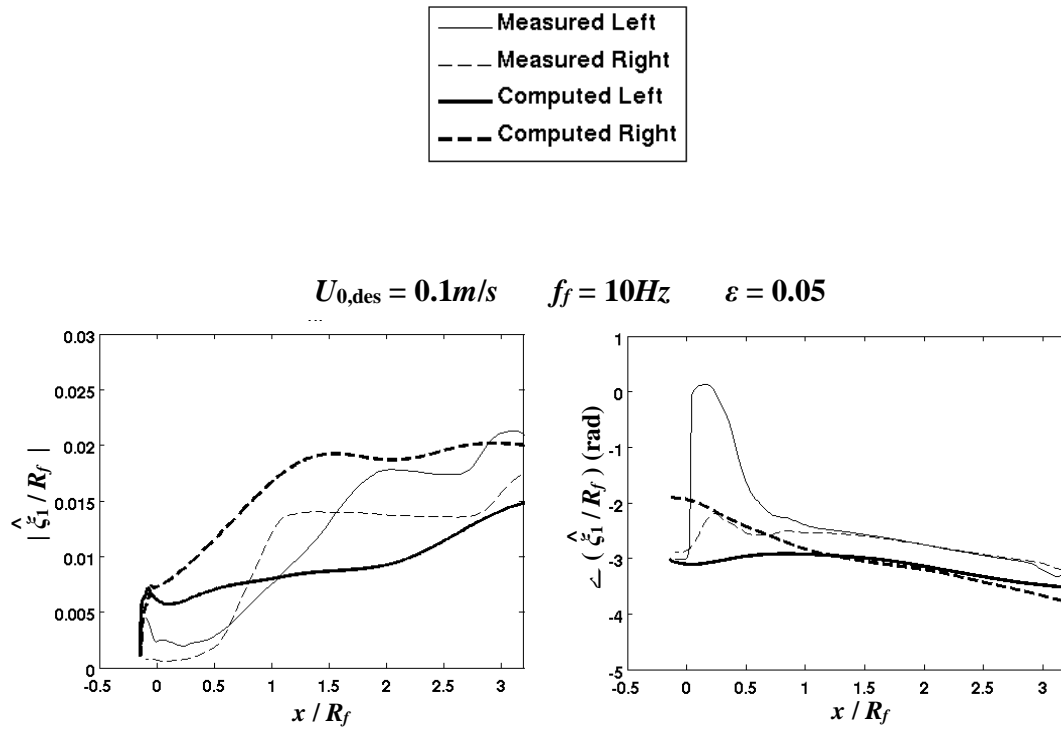 Measured Left
Measured Right
Computed Left
Computed Right
U0,des = 0.1m/s ff = 10Hz ε = 0.05
0.03
0.025
0.02
0.015
0.01
0.005
0
-0.5 0 0.5 1 1.5 2 2.5 3
x / Rf
| ξ̂1 / Rf |
1
0
-1
-2
-3
-4
-5
-0.5 0 0.5 1 1.5 2 2.5 3
x / Rf
∠ ( ξ̂1 / Rf ) (rad)